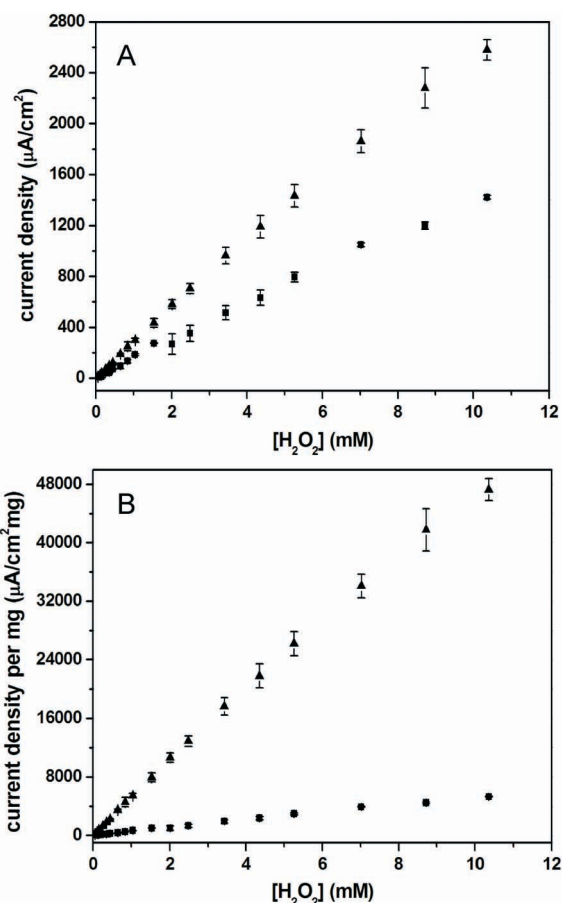 A
current density (µA/cm²)
2800
2400
2000
1600
1200
800
400
0
0 2 4 6 8 10 12
[H₂O₂] (mM)
B
current density per mg (µA/cm²mg)
48000
40000
32000
24000
16000
8000
0
0 2 4 6 8 10 12
[H₂O₂] (mM)